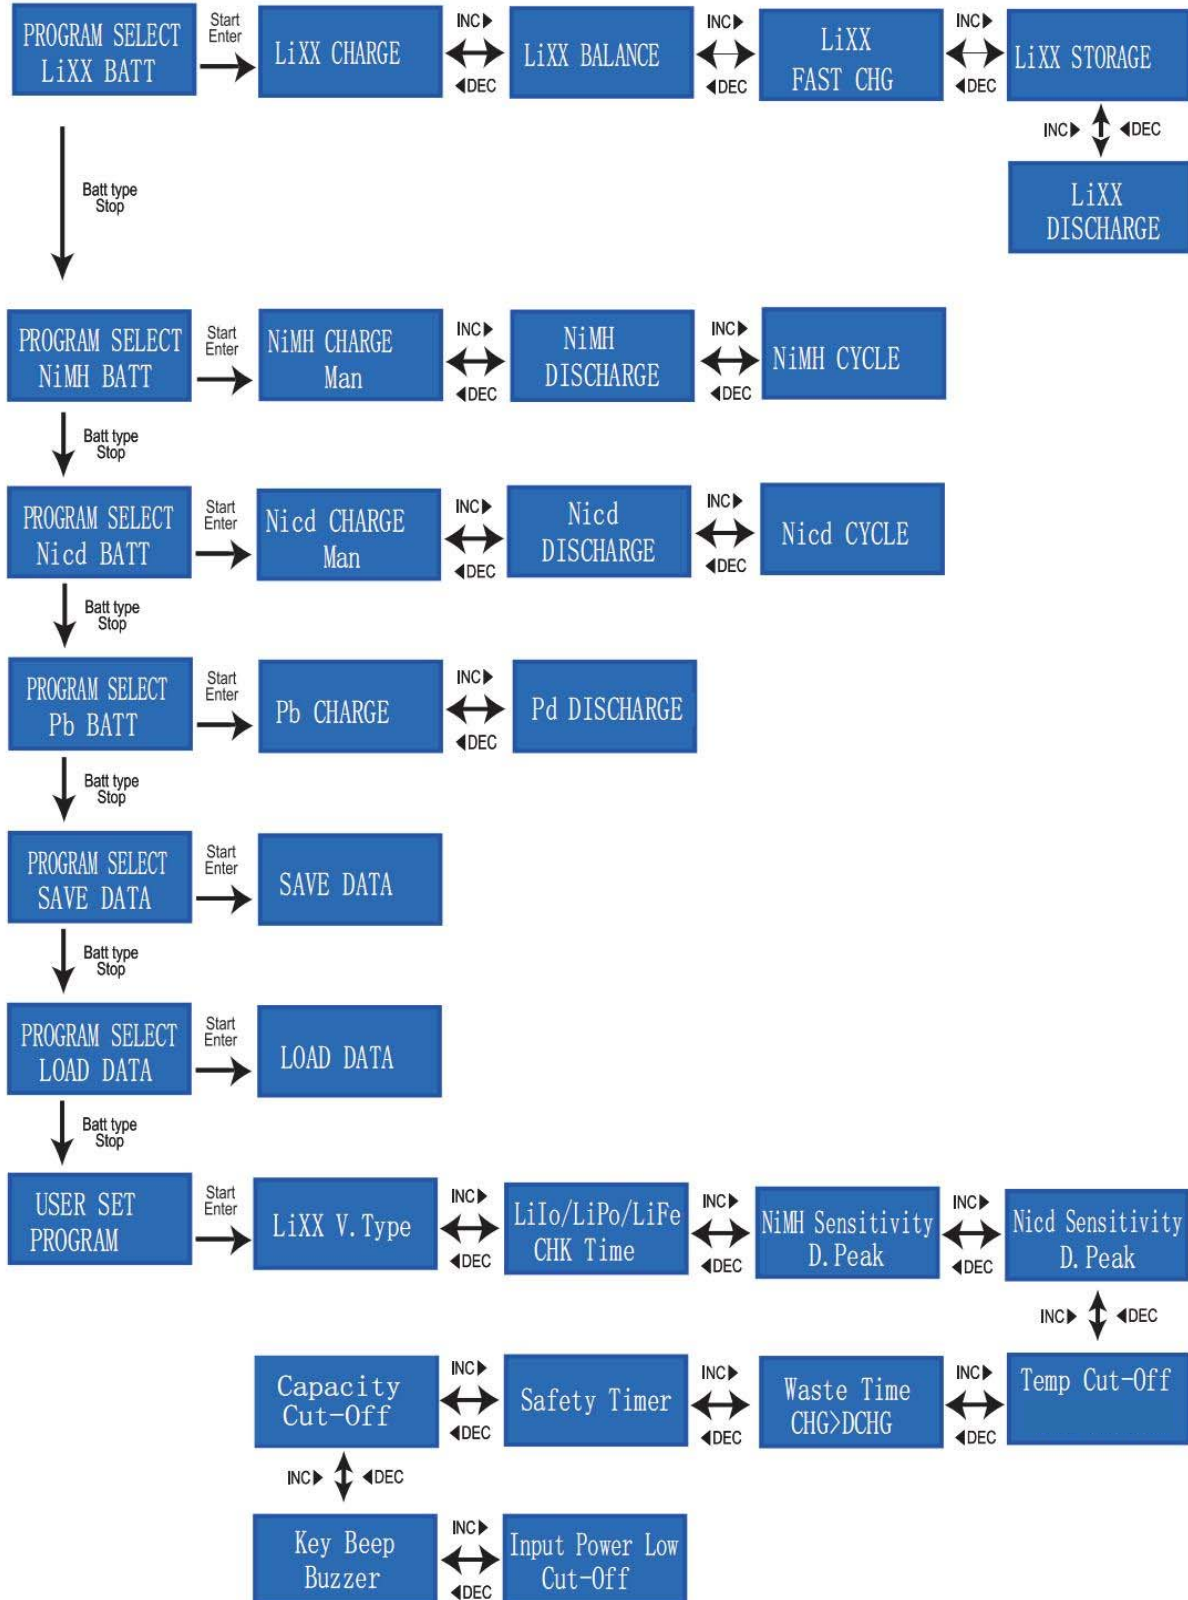 PROGRAM SELECT
LiXX BATT
Start
Enter
LiXX CHARGE
INC▶
◀DEC
LiXX BALANCE
INC▶
◀DEC
LiXX
FAST CHG
INC▶
◀DEC
LiXX STORAGE
INC▶ ◀DEC
LiXX
DISCHARGE
Batt type
Stop
PROGRAM SELECT
NiMH BATT
Start
Enter
NiMH CHARGE
Man
INC▶
◀DEC
NiMH
DISCHARGE
INC▶
◀DEC
NiMH CYCLE
Batt type
Stop
PROGRAM SELECT
Nicd BATT
Start
Enter
Nicd CHARGE
Man
INC▶
◀DEC
Nicd
DISCHARGE
INC▶
◀DEC
Nicd CYCLE
Batt type
Stop
PROGRAM SELECT
Pb BATT
Start
Enter
Pb CHARGE
INC▶
◀DEC
Pd DISCHARGE
Batt type
Stop
PROGRAM SELECT
SAVE DATA
Start
Enter
SAVE DATA
Batt type
Stop
PROGRAM SELECT
LOAD DATA
Start
Enter
LOAD DATA
Batt type
Stop
USER SET
PROGRAM
Start
Enter
LiXX V.Type
INC▶
◀DEC
LiIo/LiPo/LiFe
CHK Time
INC▶
◀DEC
NiMH Sensitivity
D.Peak
INC▶
◀DEC
Nicd Sensitivity
D.Peak
INC▶ ◀DEC
Capacity
Cut-Off
INC▶
◀DEC
Safety Timer
INC▶
◀DEC
Waste Time
CHG>DCHG
INC▶
◀DEC
Temp Cut-Off
INC▶ ◀DEC
Key Beep
Buzzer
INC▶
◀DEC
Input Power Low
Cut-Off